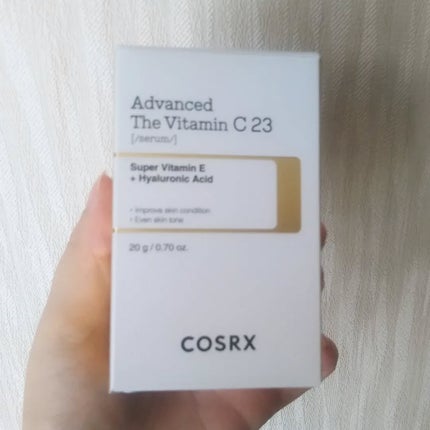 Advanced
The Vitamin C 23
[/serum/]
Super Vitamin E
+ Hyaluronic Acid
• Improve skin condition
• Even skin tone
20 g / 0.70 oz.
COSRX